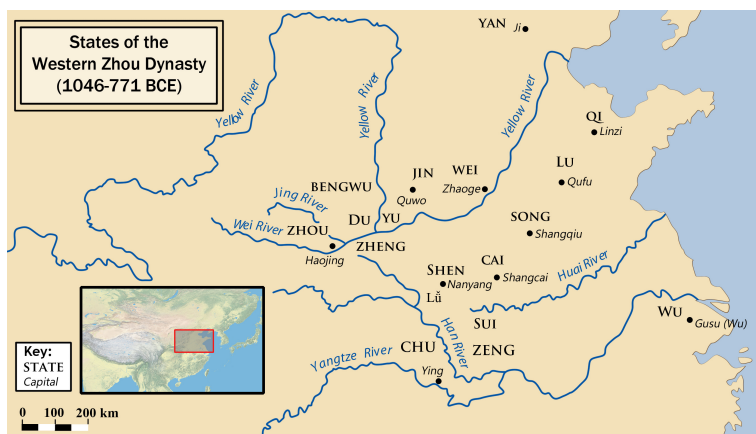 States of the
Western Zhou Dynasty
(1046-771 BCE)
YAN
Ji
Yellow River
Yellow River
Yellow River
QI
Linzi
LU
Qufu
JIN
Quwo
WEI
Zhaoge
BENGWU
Jing River
DU
YU
Wei River
ZHOU
Haojing
ZHENG
SONG
Shangqiu
CAI
Shangcai
SHEN
Nanyang
Huai River
LǙ
Han River
SUI
WU
Gusu (Wu)
CHU
ZENG
Yangtze River
Ying
Key:
STATE
Capital
0 100 200 km